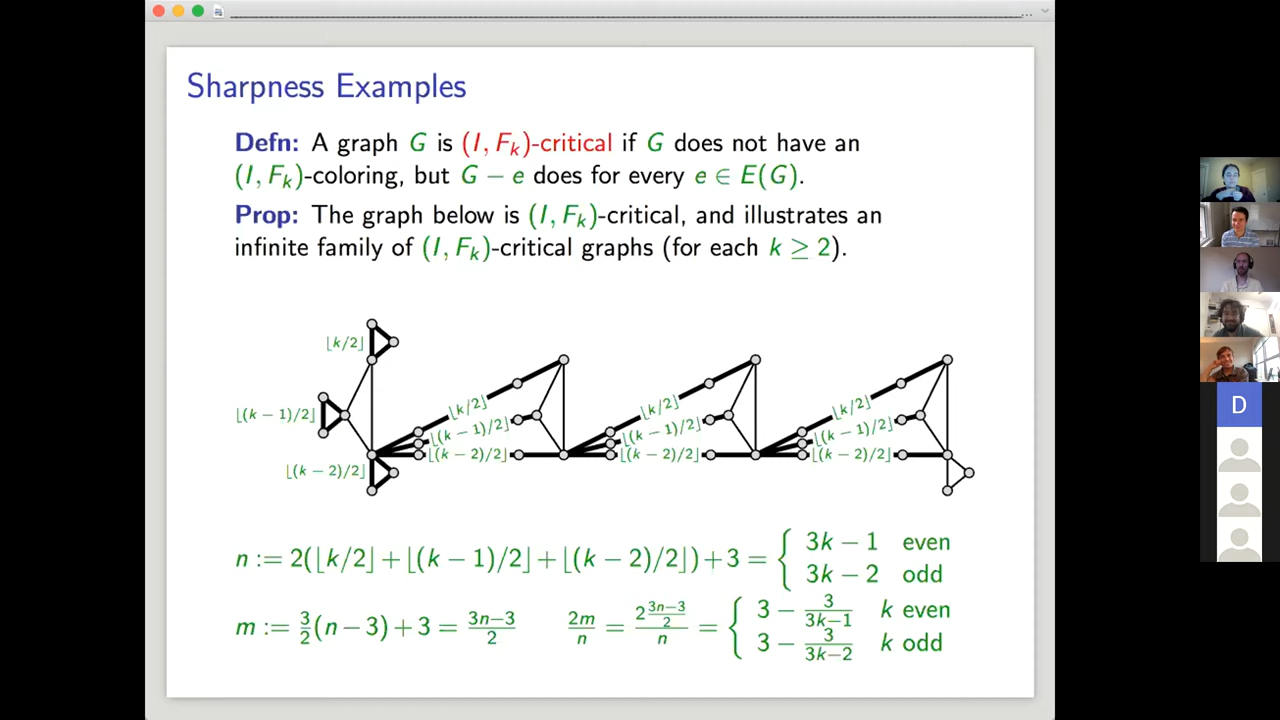 Sharpness Examples
Defn: A graph G is (I, F_k)-critical if G does not have an
(I, F_k)-coloring, but G − e does for every e ∈ E(G).
Prop: The graph below is (I, F_k)-critical, and illustrates an
infinite family of (I, F_k)-critical graphs (for each k ≥ 2).
⌊k/2⌋
⌊(k − 1)/2⌋
⌊(k − 2)/2⌋
⌊k/2⌋
⌊(k − 1)/2⌋
⌊(k − 2)/2⌋
⌊k/2⌋
⌊(k − 1)/2⌋
⌊(k − 2)/2⌋
⌊k/2⌋
⌊(k − 1)/2⌋
⌊(k − 2)/2⌋
n := 2(⌊k/2⌋ + ⌊(k − 1)/2⌋ + ⌊(k − 2)/2⌋) + 3 = { 3k − 1 even
3k − 2 odd
m := 3/2(n − 3) + 3 = 3n−3/2 2m/n = 2 3n−3/2/n = { 3 − 3/3k−1 k even
3 − 3/3k−2 k odd
D